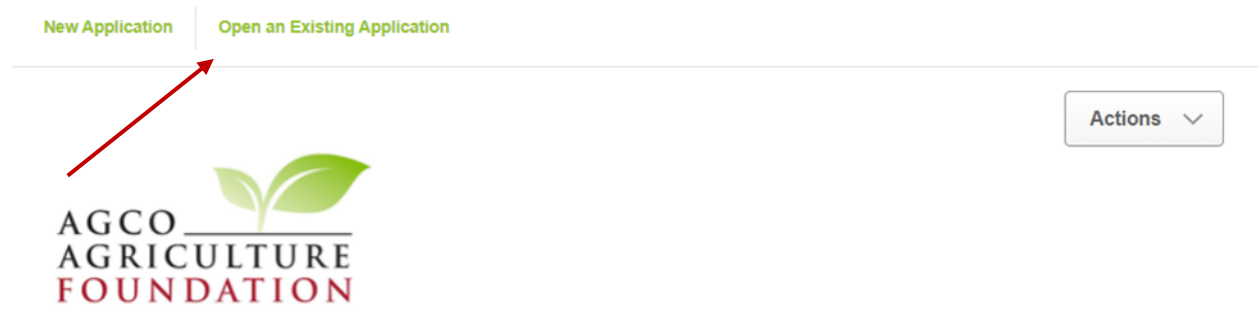 New Application
Open an Existing Application
Actions
AGCO
AGRICULTURE
FOUNDATION